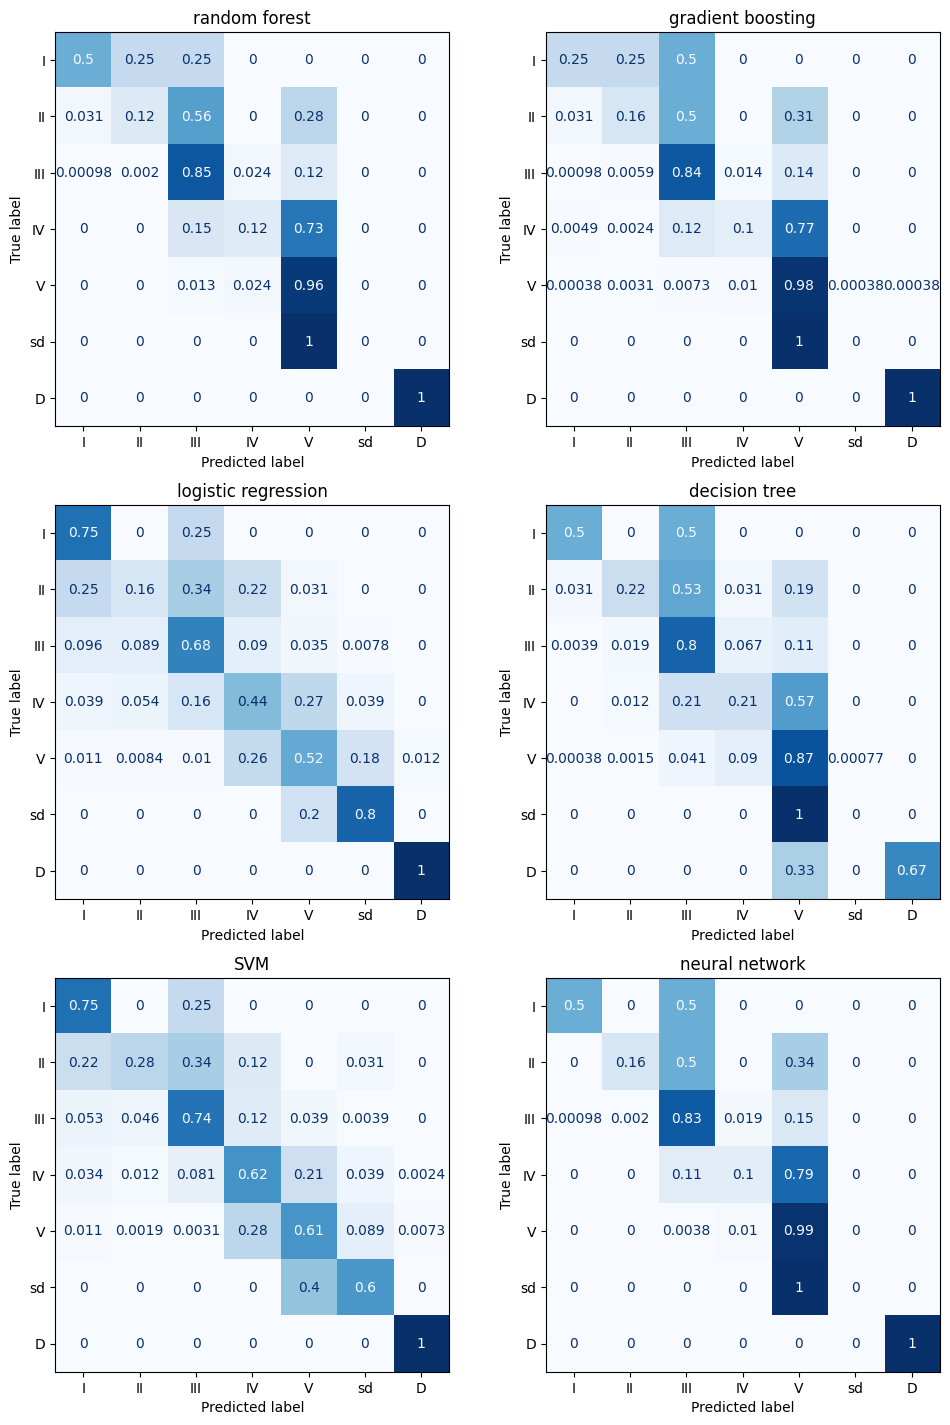 random forest
I 0.5 0.25 0.25 0 0 0 0
II 0.031 0.12 0.56 0 0.28 0 0
III 0.00098 0.002 0.85 0.024 0.12 0 0
IV 0 0 0.15 0.12 0.73 0 0
V 0 0 0.013 0.024 0.96 0 0
sd 0 0 0 0 1 0 0
D 0 0 0 0 0 0 1
I II III IV V sd D
True label
Predicted label
gradient boosting
I 0.25 0.25 0.5 0 0 0 0
II 0.031 0.16 0.5 0 0.31 0 0
III 0.00098 0.0059 0.84 0.014 0.14 0 0
IV 0.0049 0.0024 0.12 0.1 0.77 0 0
V 0.00038 0.0031 0.0073 0.01 0.98 0.00038 0.00038
sd 0 0 0 0 1 0 0
D 0 0 0 0 0 0 1
I II III IV V sd D
True label
Predicted label
logistic regression
I 0.75 0 0.25 0 0 0 0
II 0.25 0.16 0.34 0.22 0.031 0 0
III 0.096 0.089 0.68 0.09 0.035 0.0078 0
IV 0.039 0.054 0.16 0.44 0.27 0.039 0
V 0.011 0.0084 0.01 0.26 0.52 0.18 0.012
sd 0 0 0 0 0.2 0.8 0
D 0 0 0 0 0 0 1
I II III IV V sd D
True label
Predicted label
decision tree
I 0.5 0 0.5 0 0 0 0
II 0.031 0.22 0.53 0.031 0.19 0 0
III 0.0039 0.019 0.8 0.067 0.11 0 0
IV 0 0.012 0.21 0.21 0.57 0 0
V 0.00038 0.0015 0.041 0.09 0.87 0.00077 0
sd 0 0 0 0 1 0 0
D 0 0 0 0 0.33 0 0.67
I II III IV V sd D
True label
Predicted label
SVM
I 0.75 0 0.25 0 0 0 0
II 0.22 0.28 0.34 0.12 0 0.031 0
III 0.053 0.046 0.74 0.12 0.039 0.0039 0
IV 0.034 0.012 0.081 0.62 0.21 0.039 0.0024
V 0.011 0.0019 0.0031 0.28 0.61 0.089 0.0073
sd 0 0 0 0 0.4 0.6 0
D 0 0 0 0 0 0 1
I II III IV V sd D
True label
Predicted label
neural network
I 0.5 0 0.5 0 0 0 0
II 0 0.16 0.5 0 0.34 0 0
III 0.00098 0.002 0.83 0.019 0.15 0 0
IV 0 0 0.11 0.1 0.79 0 0
V 0 0 0.0038 0.01 0.99 0 0
sd 0 0 0 0 1 0 0
D 0 0 0 0 0 0 1
I II III IV V sd D
True label
Predicted label